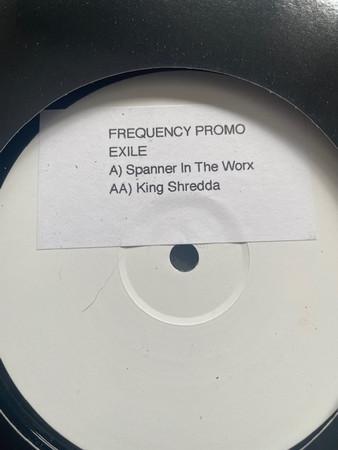 FREQUENCY PROMO
EXILE
A) Spanner In The Worx
AA) King Shredda